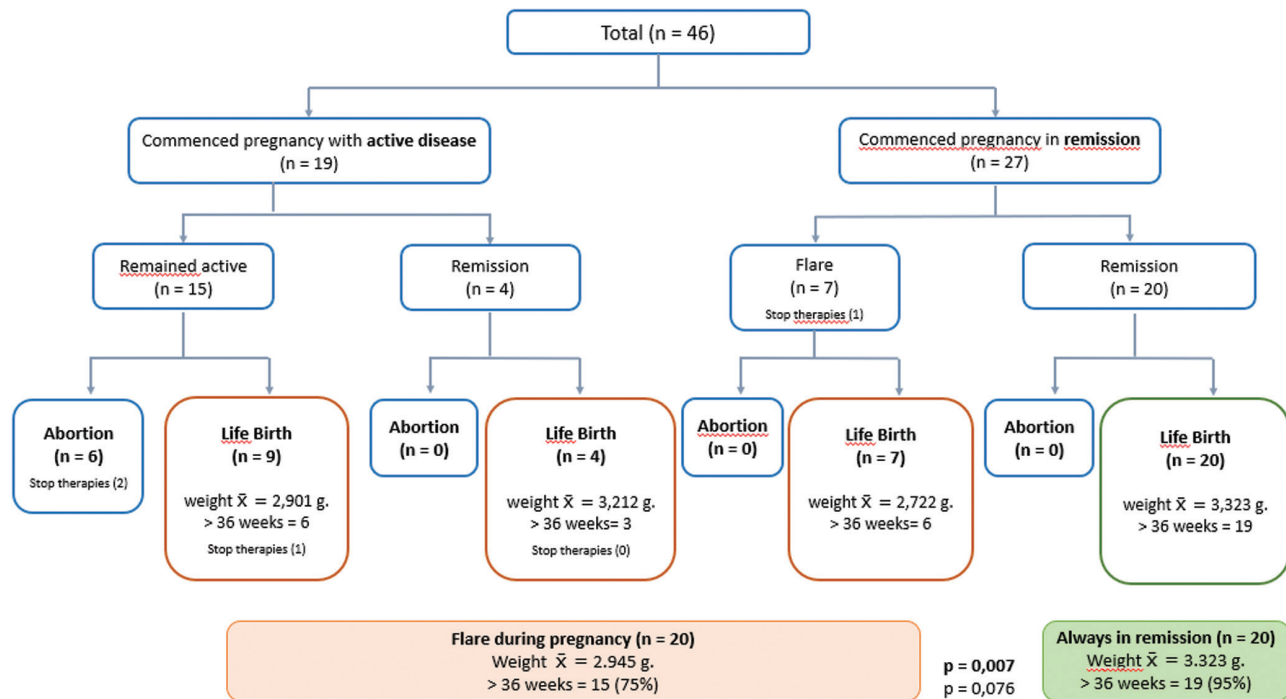 Total (n = 46)
Commenced pregnancy with active disease
(n = 19)
Commenced pregnancy in remission
(n = 27)
Remained active
(n = 15)
Remission
(n = 4)
Flare
(n = 7)
Stop therapies (1)
Remission
(n = 20)
Abortion
(n = 6)
Stop therapies (2)
Life Birth
(n = 9)
weight x̄ = 2,901 g.
> 36 weeks = 6
Stop therapies (1)
Abortion
(n = 0)
Life Birth
(n = 4)
weight x̄ = 3,212 g.
> 36 weeks= 3
Stop therapies (0)
Abortion
(n = 0)
Life Birth
(n = 7)
weight x̄ = 2,722 g.
> 36 weeks= 6
Abortion
(n = 0)
Life Birth
(n = 20)
weight x̄ = 3,323 g.
> 36 weeks = 19
Flare during pregnancy (n = 20)
Weight x̄ = 2.945 g.
> 36 weeks = 15 (75%)
p = 0,007
p = 0,076
Always in remission (n = 20)
Weight x̄ = 3.323 g.
> 36 weeks = 19 (95%)